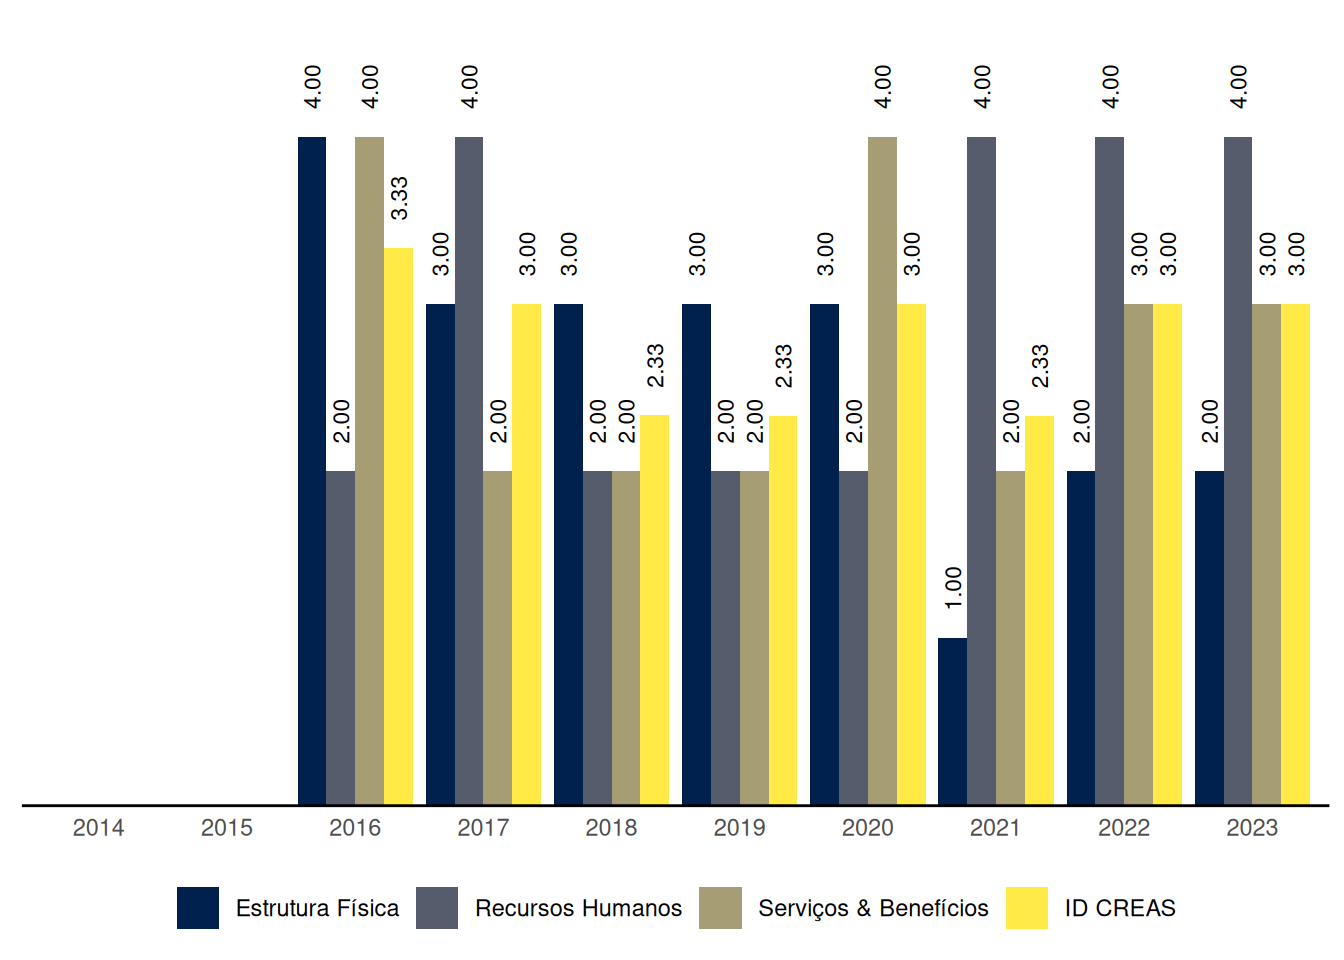 4.00 4.00 4.00 4.00 4.00 4.00 4.00
3.33
3.00 3.00 3.00 3.00 3.00 3.00 3.00 3.00 3.00 3.00
2.33 2.33 2.33
2.00 2.00 2.00 2.00 2.00 2.00 2.00 2.00 2.00 2.00
1.00
2014 2015 2016 2017 2018 2019 2020 2021 2022 2023
Estrutura Física Recursos Humanos Serviços & Benefícios ID CREAS